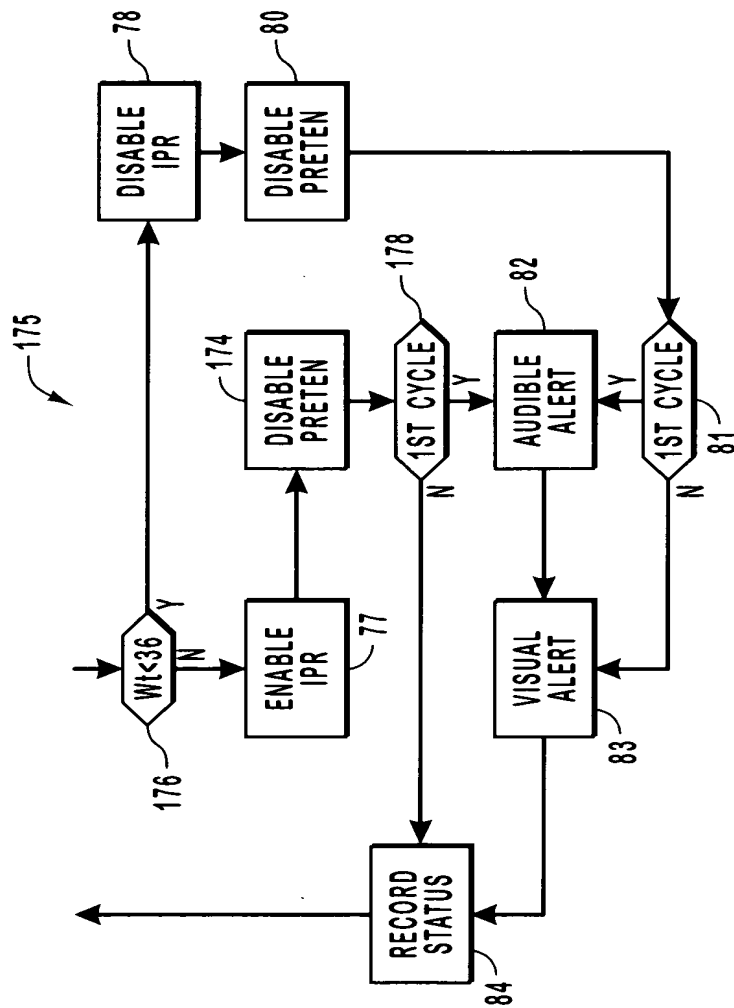 175
Wt<36
176
Y
N
DISABLE
IPR
78
ENABLE
IPR
77
DISABLE
PRETEN
174
DISABLE
PRETEN
80
1ST CYCLE
178
N
Y
RECORD
STATUS
84
VISUAL
ALERT
83
AUDIBLE
ALERT
82
Y
1ST CYCLE
81
N